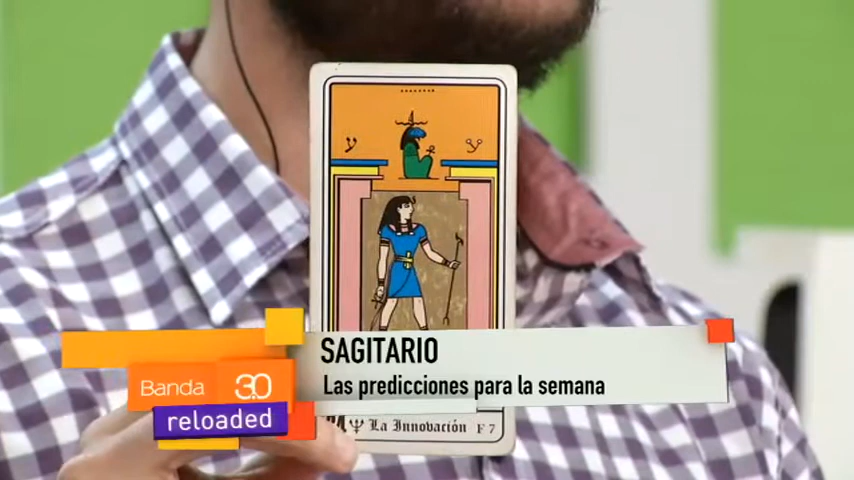 SAGITARIO
Las predicciones para la semana
Banda 3.0
reloaded
La Innovación F 7